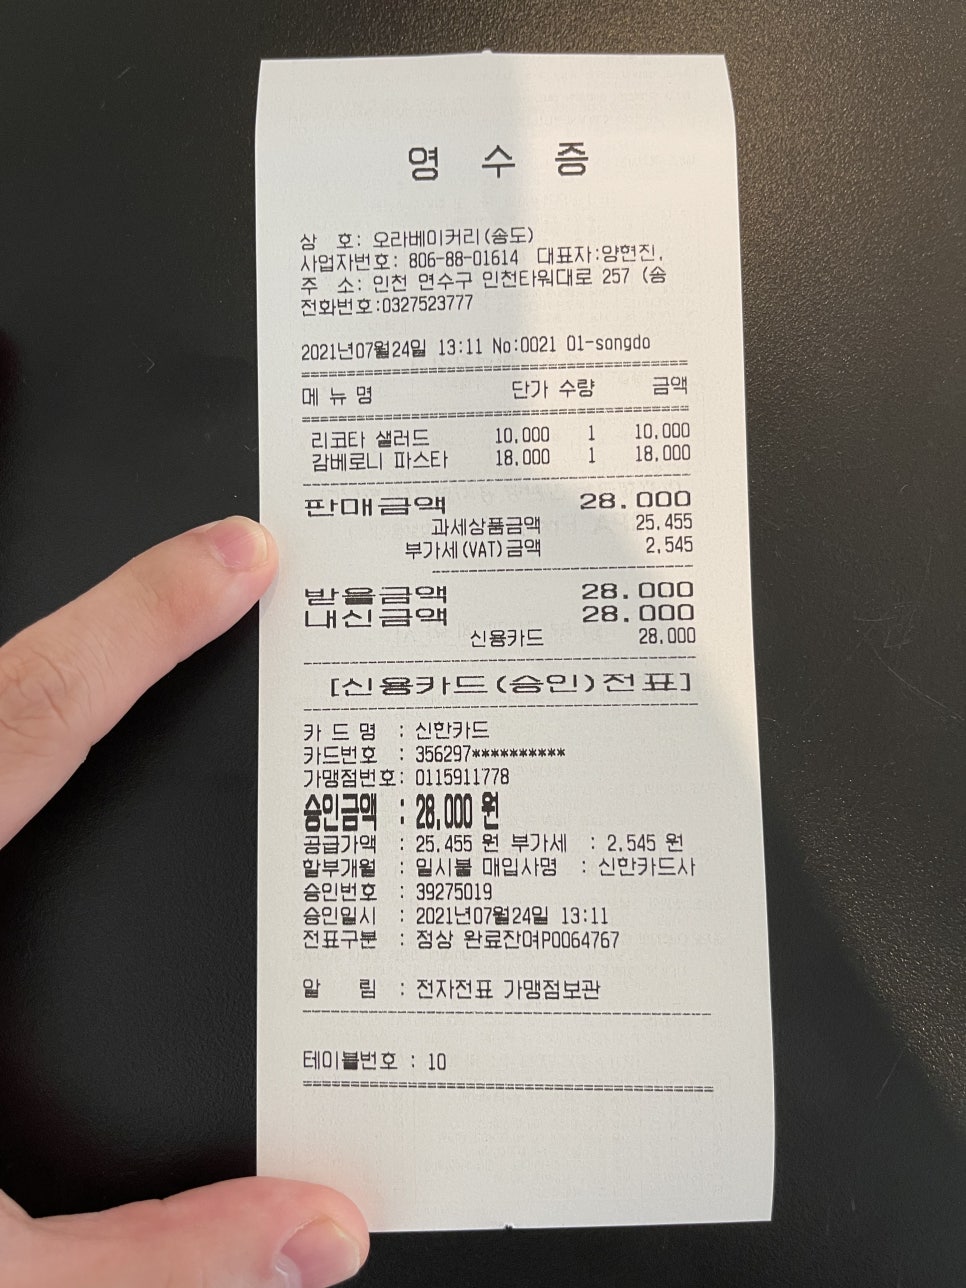 영 수 증
상 호: 오라베이커리(송도)
사업자번호: 806-88-01614 대표자:양현진,
주 소: 인천 연수구 인천타워대로 257 (송
전화번호:0327523777
2021년07월24일 13:11 No:0021 01-songdo
메 뉴 명 단가 수량 금액
리코타 샐러드 10,000 1 10,000
감베로니 파스타 18,000 1 18,000
판매금액 28,000
과세상품금액 25,455
부가세(VAT)금액 2,545
받을금액 28,000
내신금액 28,000
신용카드 28,000
[신용카드(승인)전표]
카 드 명 : 신한카드
카드번호 : 356297**********
가맹점번호: 0115911778
승인금액 : 28,000 원
공급가액 : 25,455 원 부가세 : 2,545 원
할부개월 : 일시불 매입사명 : 신한카드사
승인번호 : 39275019
승인일시 : 2021년07월24일 13:11
전표구분 : 정상 완료잔여P0064767
알 림 : 전자전표 가맹점보관
테이블번호 : 10